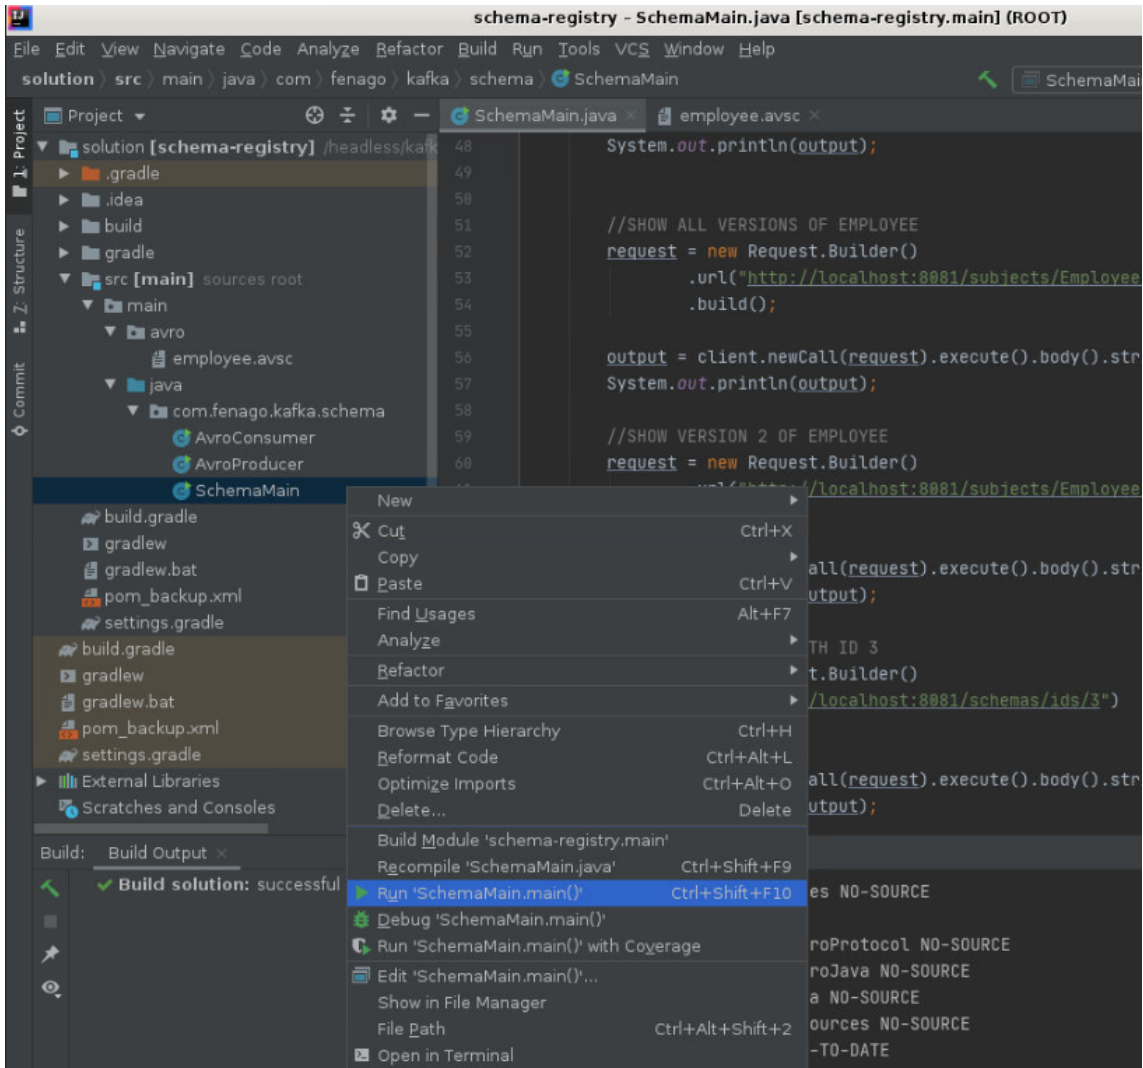 schema-registry – SchemaMain.java [schema-registry.main] (ROOT)
File Edit View Navigate Code Analyze Refactor Build Run Tools VCS Window Help
solution 〉 src 〉 main 〉 java 〉 com 〉 fenago 〉 kafka 〉 schema 〉 SchemaMain
SchemaMai
1: Project
Z: Structure
Commit
Project
solution [schema-registry] /headless/kafk
.gradle
.idea
build
gradle
src [main] sources root
main
avro
employee.avsc
java
com.fenago.kafka.schema
AvroConsumer
AvroProducer
SchemaMain
build.gradle
gradlew
gradlew.bat
pom_backup.xml
settings.gradle
build.gradle
gradlew
gradlew.bat
pom_backup.xml
settings.gradle
External Libraries
Scratches and Consoles
SchemaMain.java employee.avsc
48 System.out.println(output);
49
50
51 //SHOW ALL VERSIONS OF EMPLOYEE
52 request = new Request.Builder()
53 .url("http://localhost:8081/subjects/Employee
54 .build();
55
56 output = client.newCall(request).execute().body().str
57 System.out.println(output);
58
59 //SHOW VERSION 2 OF EMPLOYEE
60 request = new Request.Builder()
/localhost:8081/subjects/Employee
all(request).execute().body().str
utput);
TH ID 3
t.Builder()
/localhost:8081/schemas/ids/3")
all(request).execute().body().str
utput);
New
Cut Ctrl+X
Copy
Paste Ctrl+V
Find Usages Alt+F7
Analyze
Refactor
Add to Favorites
Browse Type Hierarchy Ctrl+H
Reformat Code Ctrl+Alt+L
Optimize Imports Ctrl+Alt+O
Delete... Delete
Build Module 'schema-registry.main'
Recompile 'SchemaMain.java' Ctrl+Shift+F9
Run 'SchemaMain.main()' Ctrl+Shift+F10
Debug 'SchemaMain.main()'
Run 'SchemaMain.main()' with Coverage
Edit 'SchemaMain.main()'...
Show in File Manager
File Path Ctrl+Alt+Shift+2
Open in Terminal
Build: Build Output
Build solution: successful
es NO-SOURCE
roProtocol NO-SOURCE
roJava NO-SOURCE
a NO-SOURCE
ources NO-SOURCE
-TO-DATE